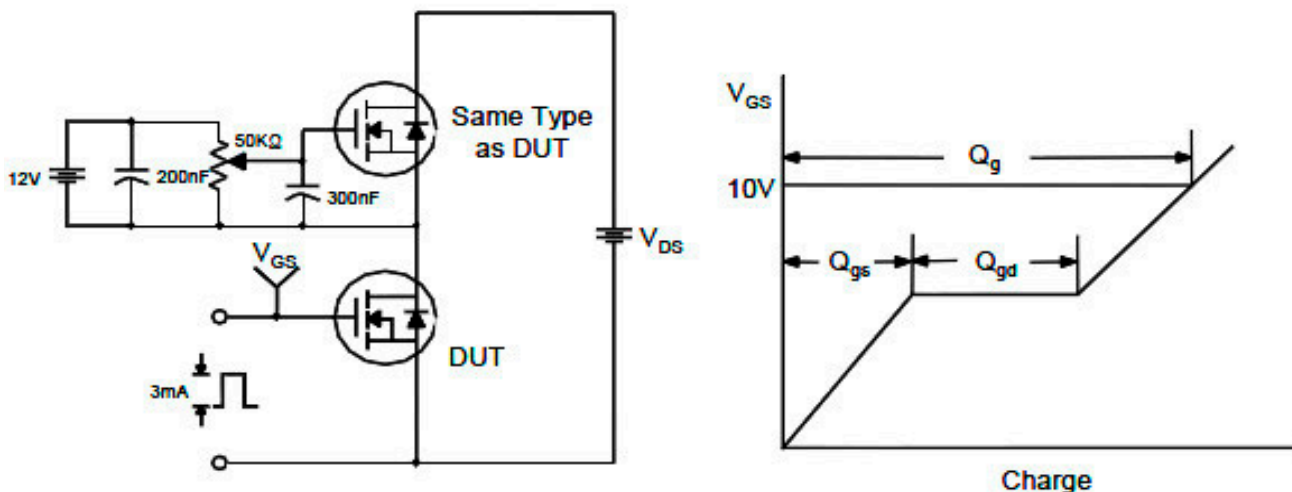 Same Type
as DUT
50KΩ
12V
200nF
300nF
V_GS
V_DS
DUT
3mA
V_GS
Q_g
10V
Q_gs
Q_gd
Charge